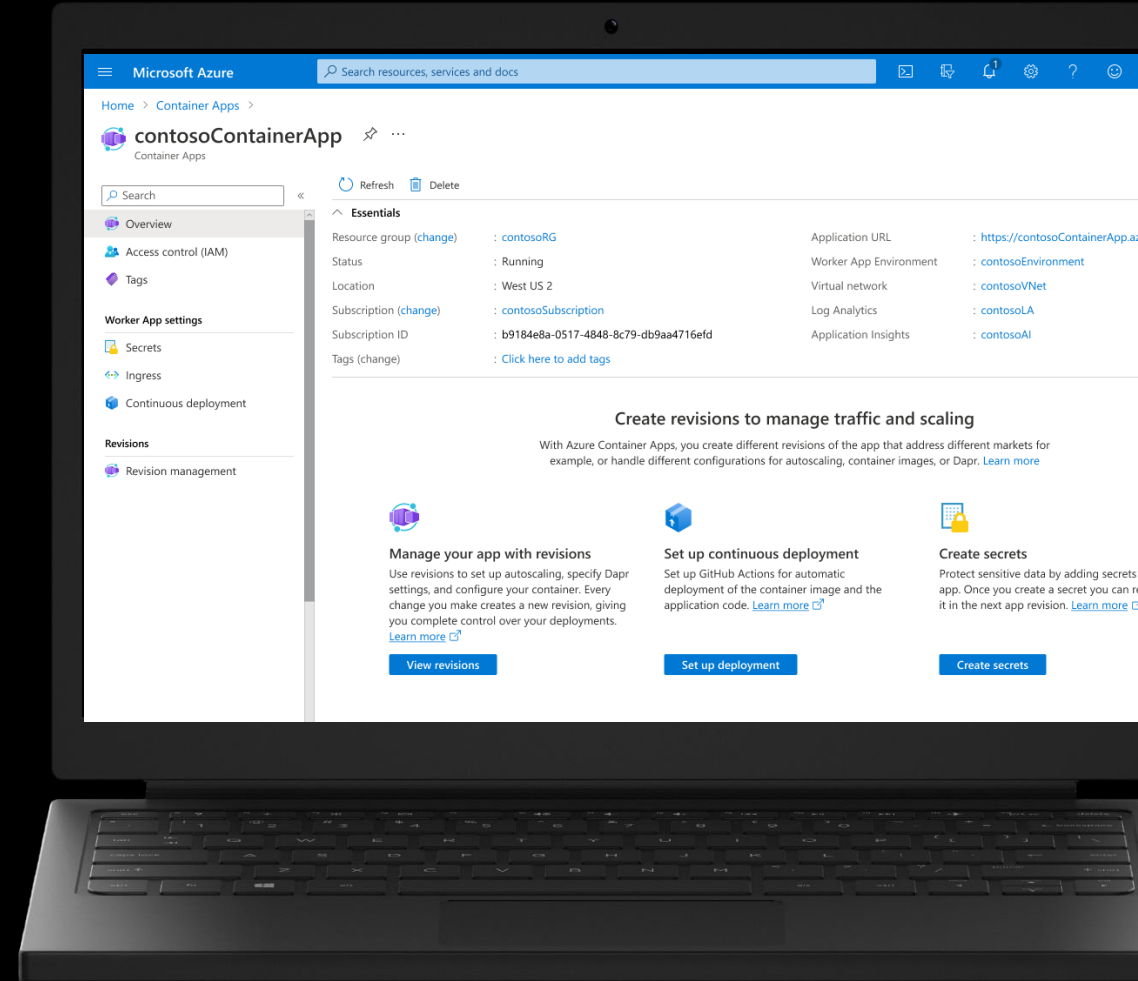 Microsoft Azure
Search resources, services and docs
1
Home > Container Apps >
contosoContainerApp
Container Apps
Search
Refresh
Delete
Overview
Access control (IAM)
Tags
Worker App settings
Secrets
Ingress
Continuous deployment
Revisions
Revision management
Essentials
Resource group (change) : contosoRG
Status : Running
Location : West US 2
Subscription (change) : contosoSubscription
Subscription ID : b9184e8a-0517-4848-8c79-db9aa4716efd
Tags (change) : Click here to add tags
Application URL : https://contosoContainerApp.az
Worker App Environment : contosoEnvironment
Virtual network : contosoVNet
Log Analytics : contosoLA
Application Insights : contosoAI
Create revisions to manage traffic and scaling
With Azure Container Apps, you create different revisions of the app that address different markets for
example, or handle different configurations for autoscaling, container images, or Dapr. Learn more
Manage your app with revisions
Use revisions to set up autoscaling, specify Dapr
settings, and configure your container. Every
change you make creates a new revision, giving
you complete control over your deployments.
Learn more
View revisions
Set up continuous deployment
Set up GitHub Actions for automatic
deployment of the container image and the
application code. Learn more
Set up deployment
Create secrets
Protect sensitive data by adding secrets
app. Once you create a secret you can
it in the next app revision. Learn more
Create secrets